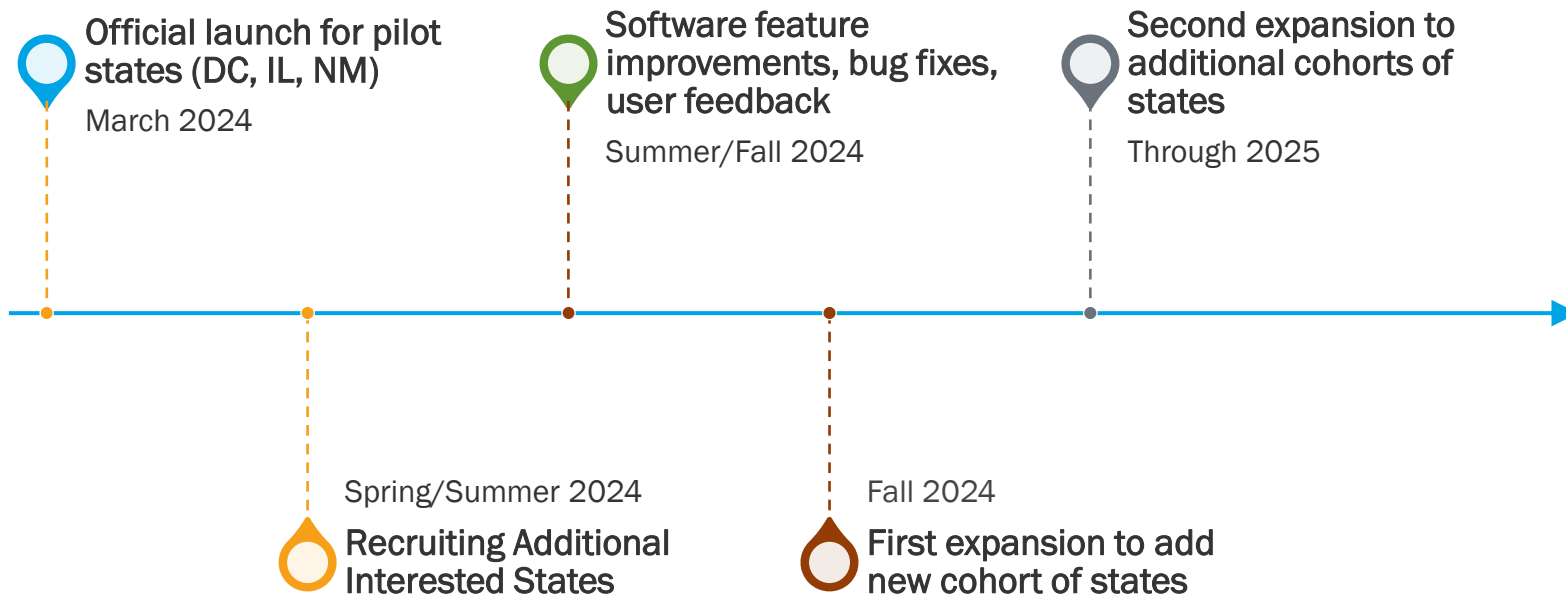 Official launch for pilot
states (DC, IL, NM)
March 2024
Software feature
improvements, bug fixes,
user feedback
Summer/Fall 2024
Second expansion to
additional cohorts of
states
Through 2025
Spring/Summer 2024
Recruiting Additional
Interested States
Fall 2024
First expansion to add
new cohort of states